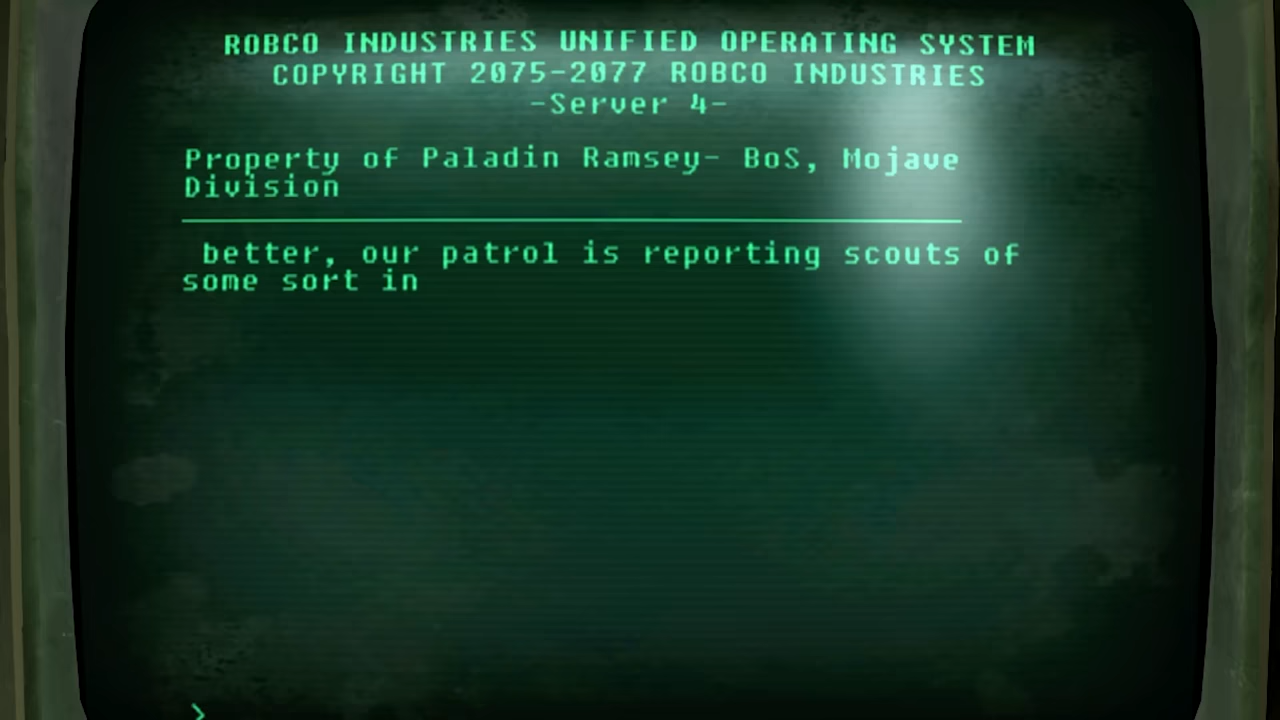 ROBCO INDUSTRIES UNIFIED OPERATING SYSTEM
COPYRIGHT 2075-2077 ROBCO INDUSTRIES
-Server 4-
Property of Paladin Ramsey- BoS, Mojave
Division
better, our patrol is reporting scouts of
some sort in
>